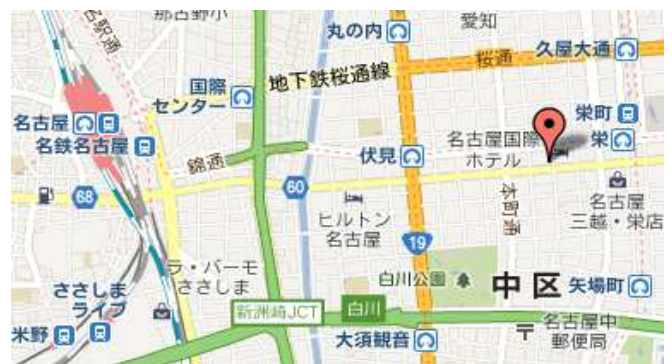 名駅通
那古野小
丸の内
愛知
久屋大通
桜通
地下鉄桜通線
国際
センター
栄町
名古屋
名鉄名古屋
名古屋国際
ホテル
栄
錦通
伏見
68
60
ヒルトン
名古屋
本町通
名古屋
三越・栄店
19
ラ・バーモ
ささしま
白川公園
中区
矢場町
ささしま
ライブ
米野
新洲崎JCT
白川
大須観音
名古屋中
郵便局